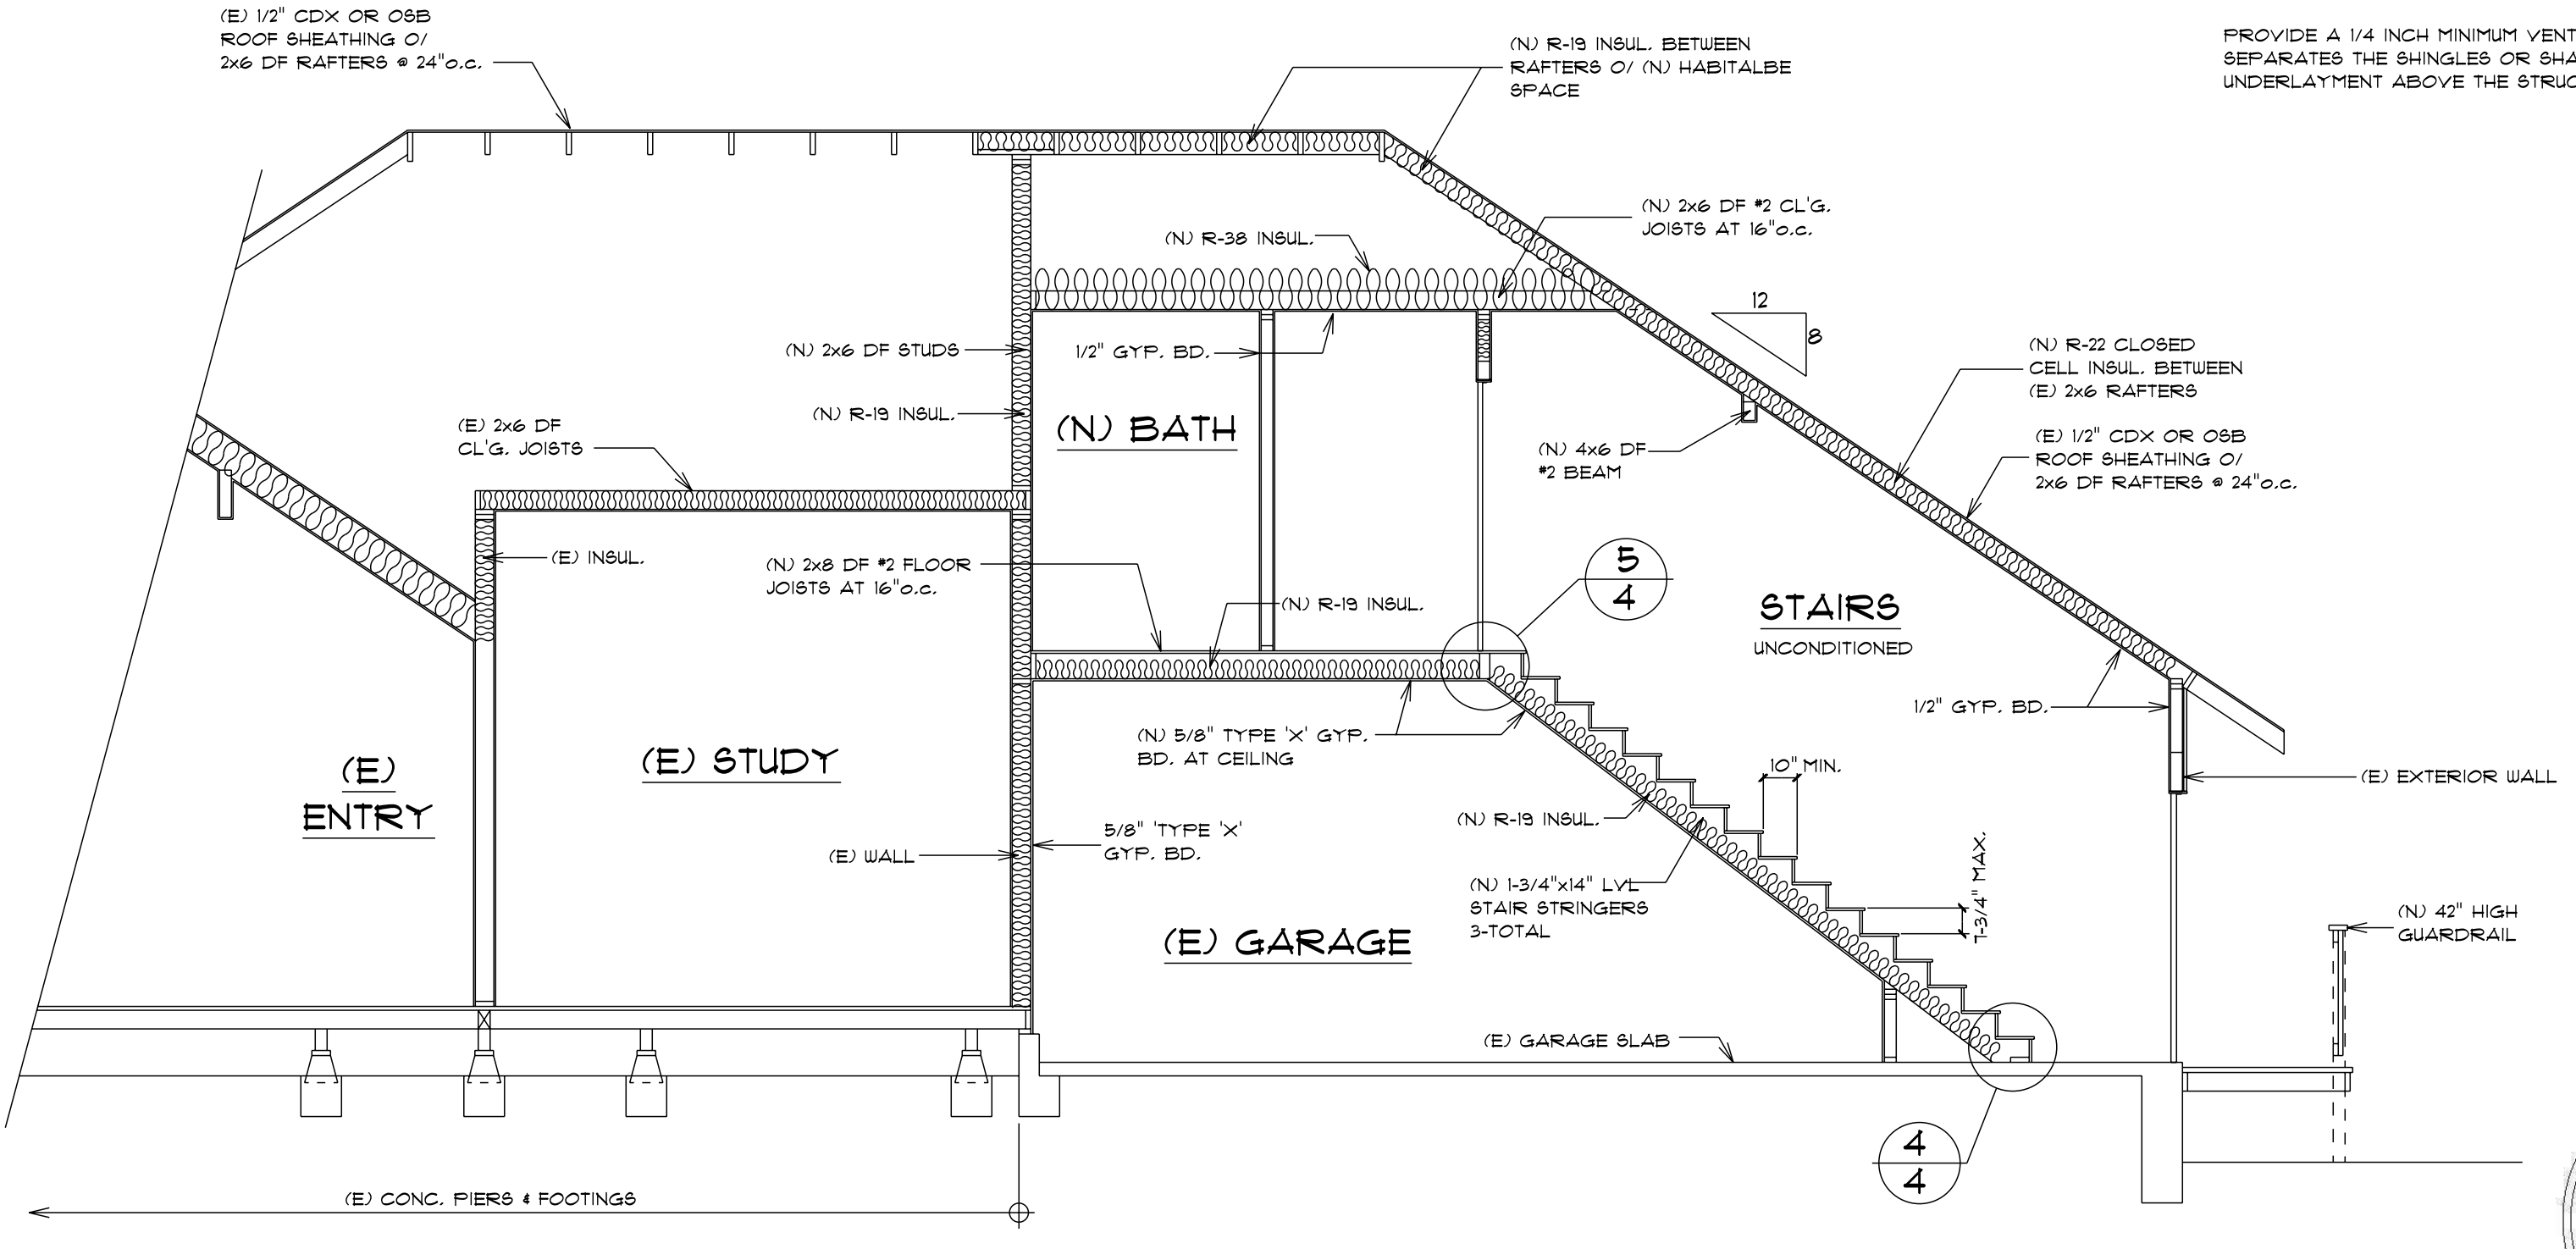 (E) 1/2" CDX OR OSB
ROOF SHEATHING O/
2x6 DF RAFTERS @ 24"o.c.
(N) R-19 INSUL. BETWEEN
RAFTERS O/ (N) HABITALBE
SPACE
PROVIDE A 1/4 INCH MINIMUM VENT
SEPARATES THE SHINGLES OR SHA
UNDERLAYMENT ABOVE THE STRUC
(N) 2x6 DF #2 CL'G.
JOISTS AT 16"o.c.
(N) R-38 INSUL.
12
8
(N) 2x6 DF STUDS
1/2" GYP. BD.
(N) R-22 CLOSED
CELL INSUL. BETWEEN
(E) 2x6 RAFTERS
(N) R-19 INSUL.
(N) BATH
(E) 2x6 DF
CL'G. JOISTS
(N) 4x6 DF
#2 BEAM
(E) 1/2" CDX OR OSB
ROOF SHEATHING O/
2x6 DF RAFTERS @ 24"o.c.
(E) INSUL.
(N) 2x8 DF #2 FLOOR
JOISTS AT 16"o.c.
(N) R-19 INSUL.
5
4
STAIRS
UNCONDITIONED
1/2" GYP. BD.
(N) 5/8" TYPE 'X' GYP.
BD. AT CEILING
(E)
ENTRY
(E) STUDY
10" MIN.
(E) EXTERIOR WALL
(N) R-19 INSUL.
5/8" 'TYPE 'X'
GYP. BD.
(E) WALL
7-3/4" MAX.
(N) 1-3/4"x14" LVL
STAIR STRINGERS
3-TOTAL
(E) GARAGE
(N) 42" HIGH
GUARDRAIL
(E) GARAGE SLAB
4
4
(E) CONC. PIERS & FOOTINGS